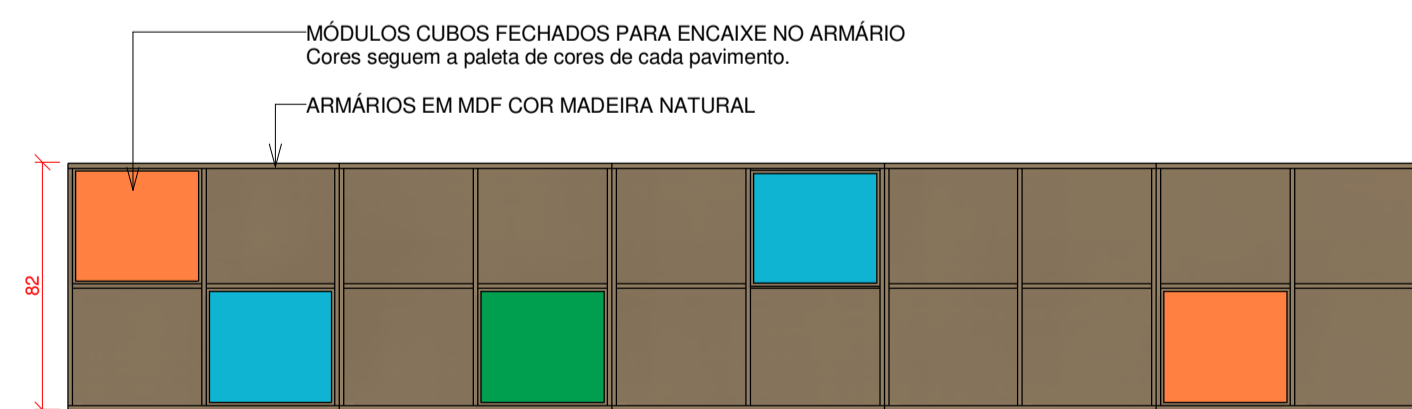 MÓDULOS CUBOS FECHADOS PARA ENCAIXE NO ARMÁRIO
Cores seguem a paleta de cores de cada pavimento.
ARMÁRIOS EM MDF COR MADEIRA NATURAL
82